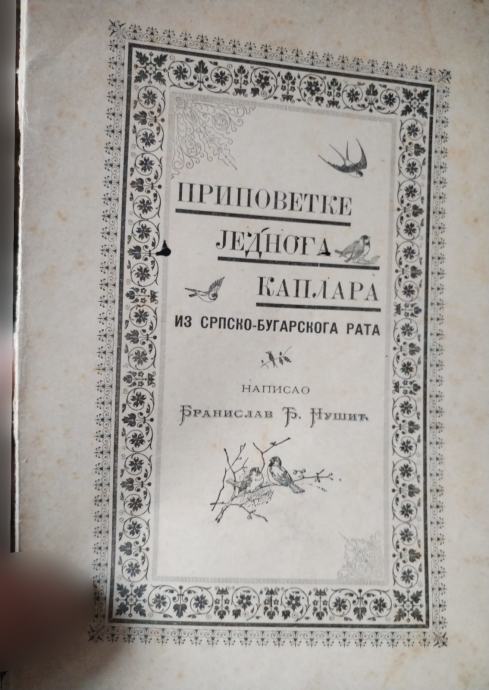 ПРИПОВЕТКЕ
ЈЕДНОГА
КАПЛАРА
ИЗ СРПСКО-БУГАРСКОГА РАТА
НАПИСАО
БРАНИСЛАВ Ђ. НУШИЋ